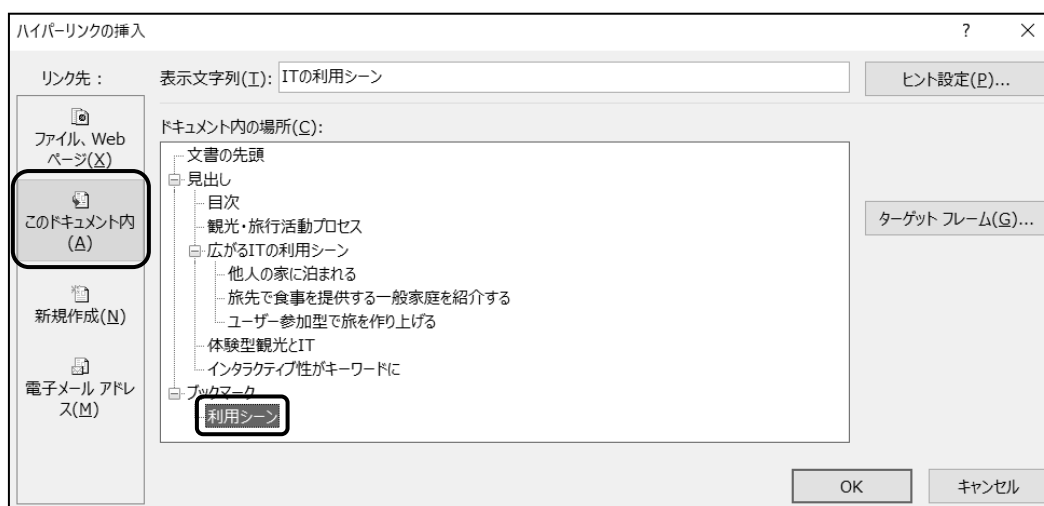 ハイパーリンクの挿入
? ×
リンク先：
表示文字列(T): ITの利用シーン
ヒント設定(P)...
ファイル、Web
ページ(X)
このドキュメント内
(A)
新規作成(N)
電子メール アドレ
ス(M)
ドキュメント内の場所(C):
文書の先頭
見出し
目次
観光・旅行活動プロセス
広がるITの利用シーン
他人の家に泊まれる
旅先で食事を提供する一般家庭を紹介する
ユーザー参加型で旅を作り上げる
体験型観光とIT
インタラクティブ性がキーワードに
ブックマーク
利用シーン
ターゲット フレーム(G)...
OK
キャンセル